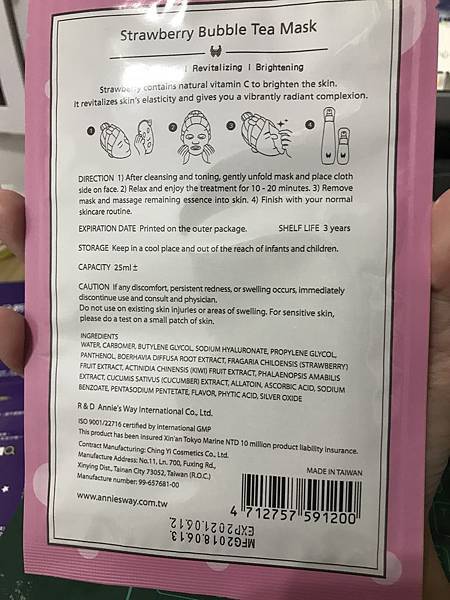 Strawberry Bubble Tea Mask
| Revitalizing | Brightening
Strawberry contains natural vitamin C to brighten the skin.
It revitalizes skin's elasticity and gives you a vibrantly radiant complexion.
1 2 3 4
DIRECTION 1) After cleansing and toning, gently unfold mask and place cloth
side on face. 2) Relax and enjoy the treatment for 10 - 20 minutes. 3) Remove
mask and massage remaining essence into skin. 4) Finish with your normal
skincare routine.
EXPIRATION DATE Printed on the outer package. SHELF LIFE 3 years
STORAGE Keep in a cool place and out of the reach of infants and children.
CAPACITY 25ml±
CAUTION If any discomfort, persistent redness, or swelling occurs, immediately
discontinue use and consult and physician.
Do not use on existing skin injuries or areas of swelling. For sensitive skin,
please do a test on a small patch of skin.
INGREDIENTS
WATER, CARBOMER, BUTYLENE GLYCOL, SODIUM HYALURONATE, PROPYLENE GLYCOL,
PANTHENOL, BOERHAVIA DIFFUSA ROOT EXTRACT, FRAGARIA CHILOENSIS (STRAWBERRY)
FRUIT EXTRACT, ACTINIDIA CHINENSIS (KIWI) FRUIT EXTRACT, PHALAENOPSIS AMABILIS
EXTRACT, CUCUMIS SATIVUS (CUCUMBER) EXTRACT, ALLATOIN, ASCORBIC ACID, SODIUM
BENZOATE, PENTASODIUM PENTETATE, FLAVOR, PHYTIC ACID, SILVER OXIDE
R & D Annie's Way International Co., Ltd.
ISO 9001/22716 certified by international GMP
This product has been insured Xin'an Tokyo Marine NTD 10 million product liability insurance.
Contract Manufacturing: Ching Yi Cosmetics Co., Ltd.
Manufacture Address: No.11, Ln. 700, Fuxing Rd.,
Xinying Dist., Tainan City 73052, Taiwan (R.O.C.)
Manufacture number: 99-657681-00
MADE IN TAIWAN
www.anniesway.com.tw
4 712757 591200
MFG2018.06.13.
EXP2021.06.12.